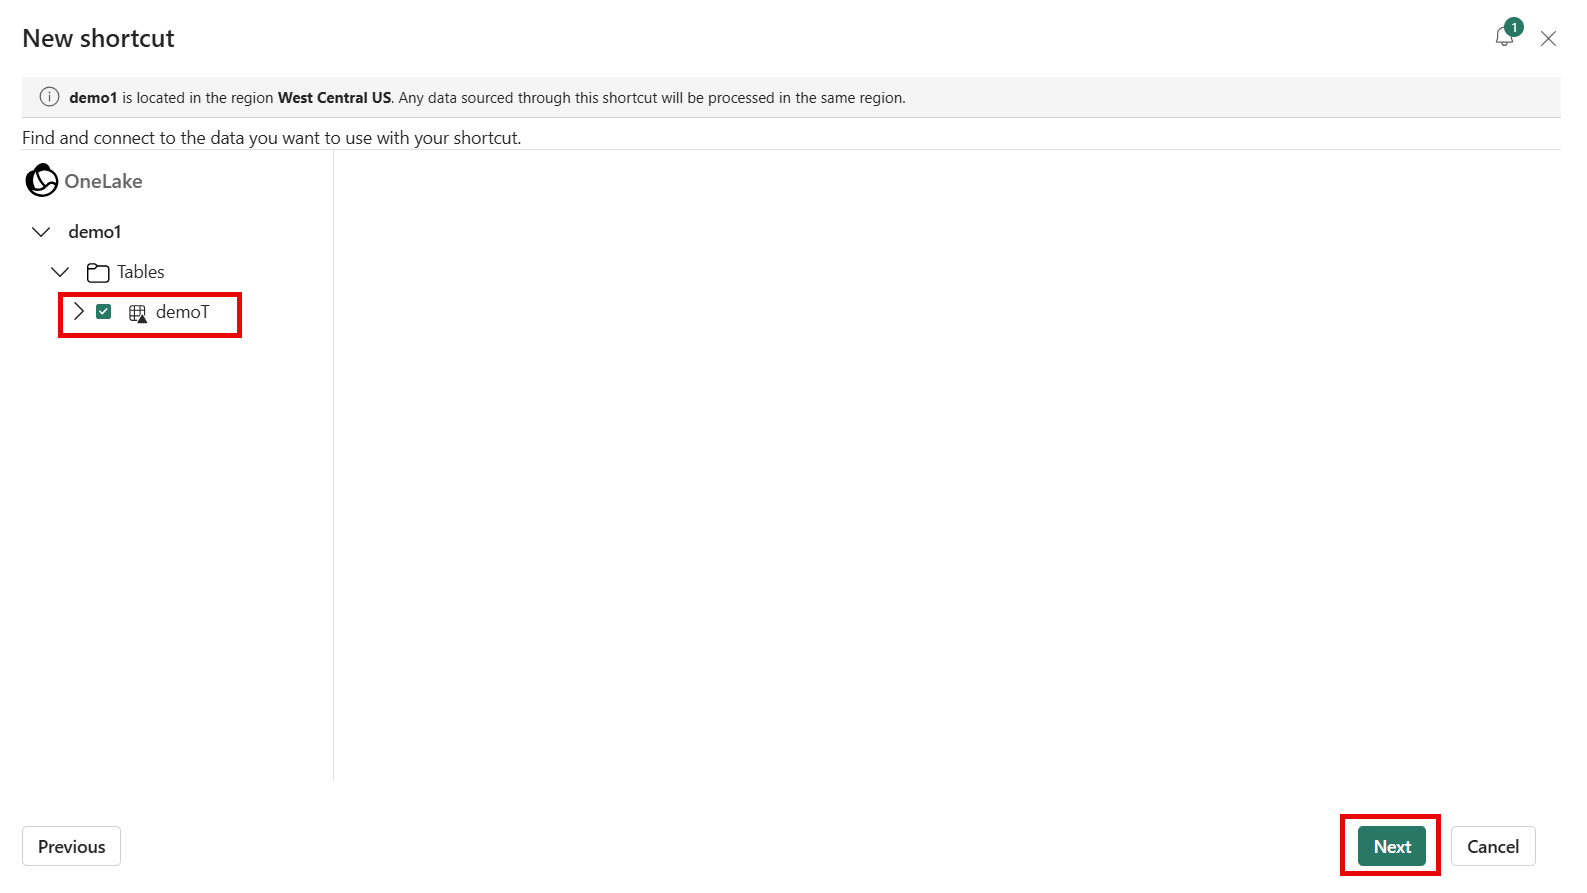 New shortcut
1
demo1 is located in the region West Central US. Any data sourced through this shortcut will be processed in the same region.
Find and connect to the data you want to use with your shortcut.
OneLake
demo1
Tables
demoT
Previous
Next
Cancel